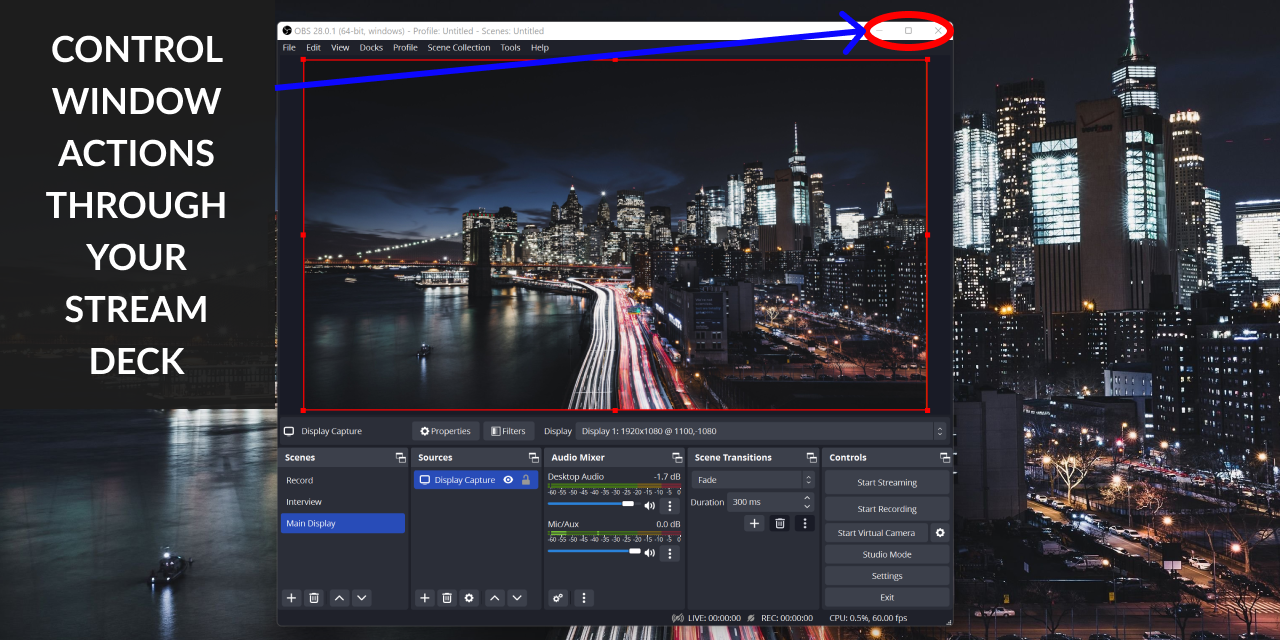 CONTROL
WINDOW
ACTIONS
THROUGH
YOUR
STREAM
DECK
OBS 28.0.1 (64-bit, windows) - Profile: Untitled - Scenes: Untitled
File Edit View Docks Profile Scene Collection Tools Help
verizon
Display Capture Properties Filters Display Display 1: 1920x1080 @ 1100,-1080
Scenes Sources Audio Mixer Scene Transitions Controls
Record
Interview
Main Display
Display Capture
Desktop Audio -1.7 dB
-60 -55 -50 -45 -40 -35 -30 -25 -20 -15 -10 -5 0
Mic/Aux 0.0 dB
-60 -55 -50 -45 -40 -35 -30 -25 -20 -15 -10 -5 0
Fade
Duration 300 ms
Start Streaming
Start Recording
Start Virtual Camera
Studio Mode
Settings
Exit
LIVE: 00:00:00 REC: 00:00:00 CPU: 0.5%, 60.00 fps